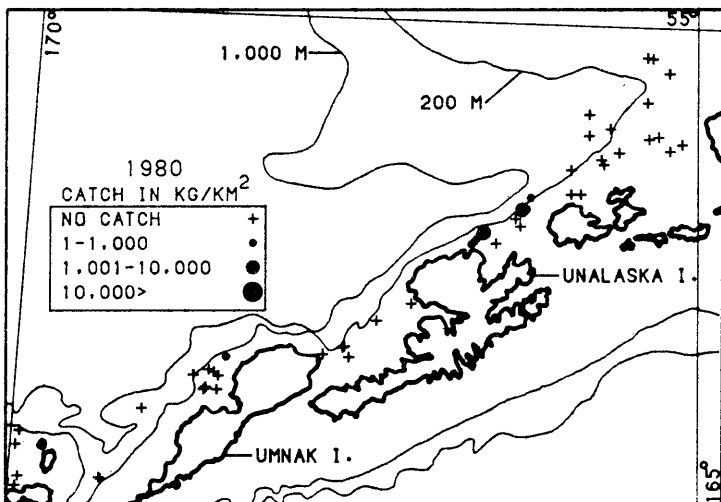 170°
55°
1.000 M
200 M
1980
CATCH IN KG/KM²
NO CATCH +
1-1.000
1.001-10.000
10.000>
UNALASKA I.
UMNAK I.
165°